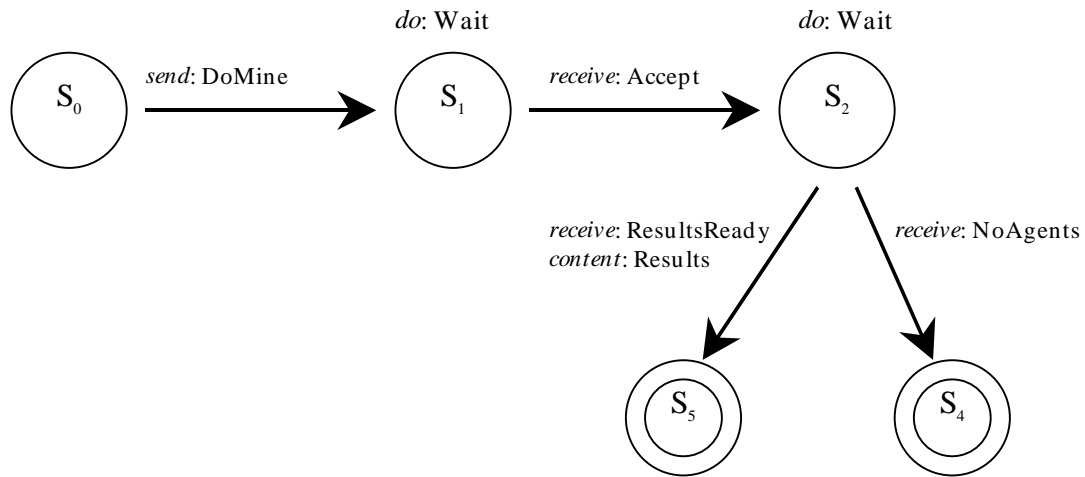 do: Wait
do: Wait
send: DoMine
receive: Accept
S₀
S₁
S₂
receive: ResultsReady
content: Results
receive: NoAgents
S₅
S₄